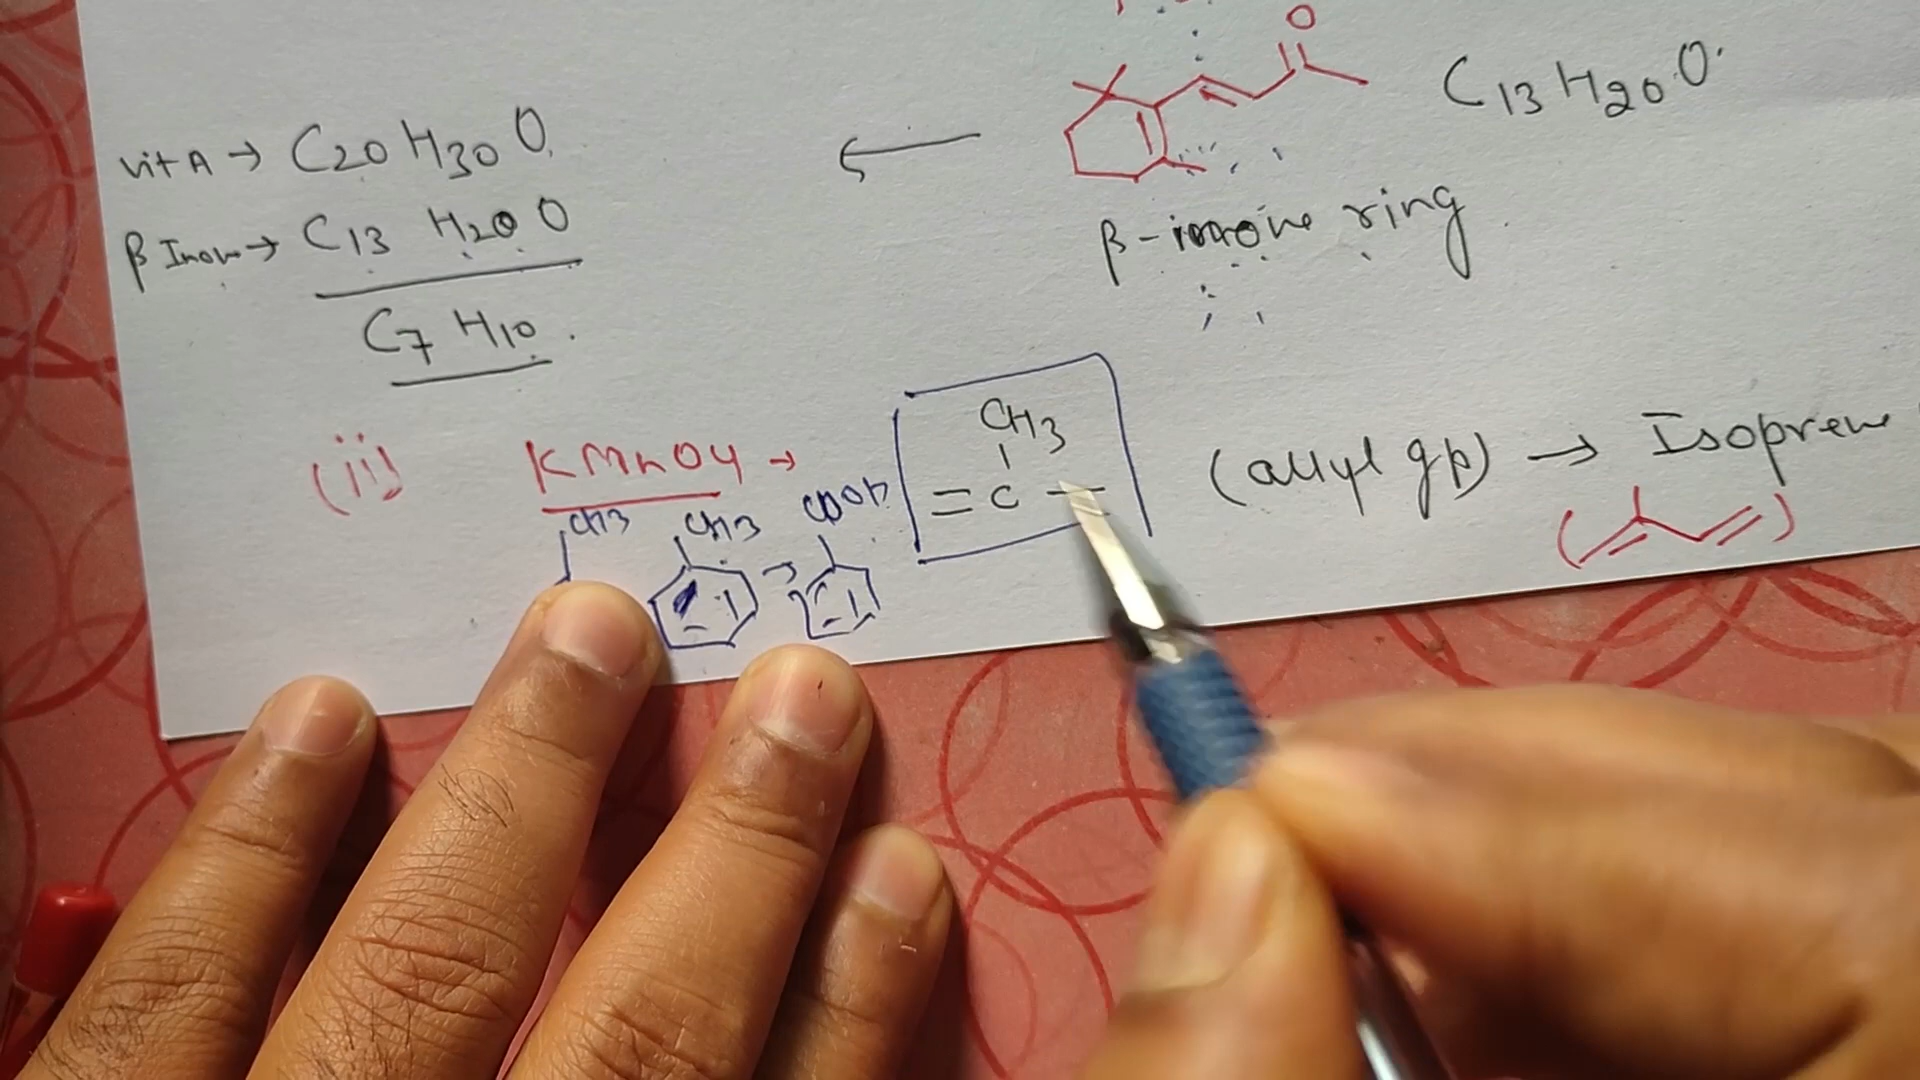 O
C13 H20 O.
Vit A → C20 H30 O
β Inon → C13 H20 O
β-ionone ring
C7 H10.
(ii) KMnO4 →
CH3
= C —
(allyl gp) → Isoprene
CH3 CH3 → COOH